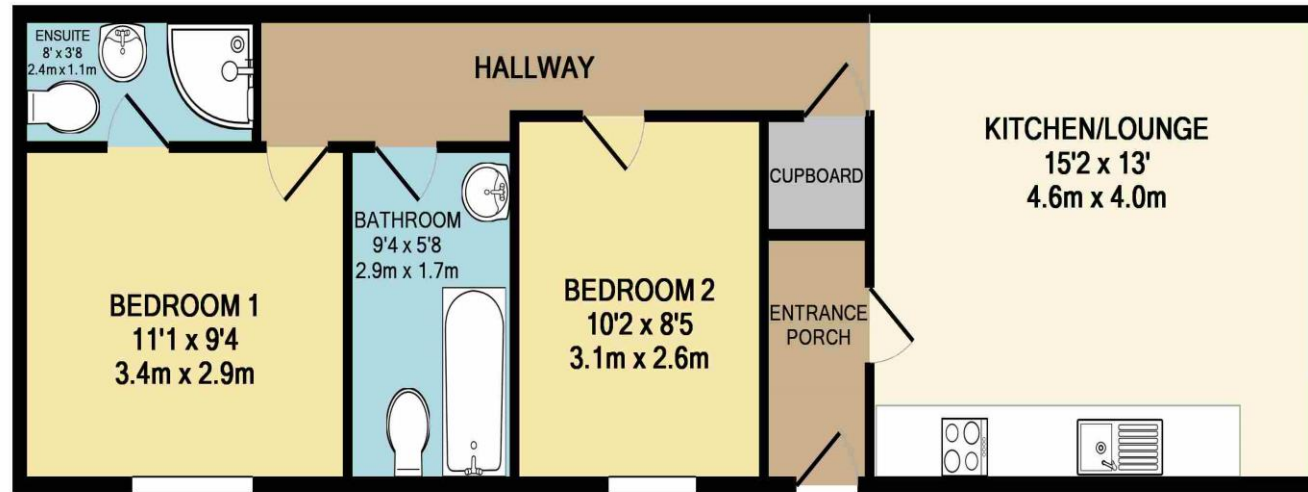 ENSUITE
8' x 3'8
2.4m x 1.1m
HALLWAY
KITCHEN/LOUNGE
15'2 x 13'
4.6m x 4.0m
CUPBOARD
BATHROOM
9'4 x 5'8
2.9m x 1.7m
BEDROOM 1
11'1 x 9'4
3.4m x 2.9m
BEDROOM 2
10'2 x 8'5
3.1m x 2.6m
ENTRANCE
PORCH